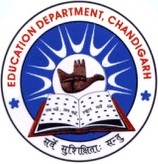 EDUCATION DEPARTMENT, CHANDIGARH
सर्वे सुशिक्षिताः सन्तु